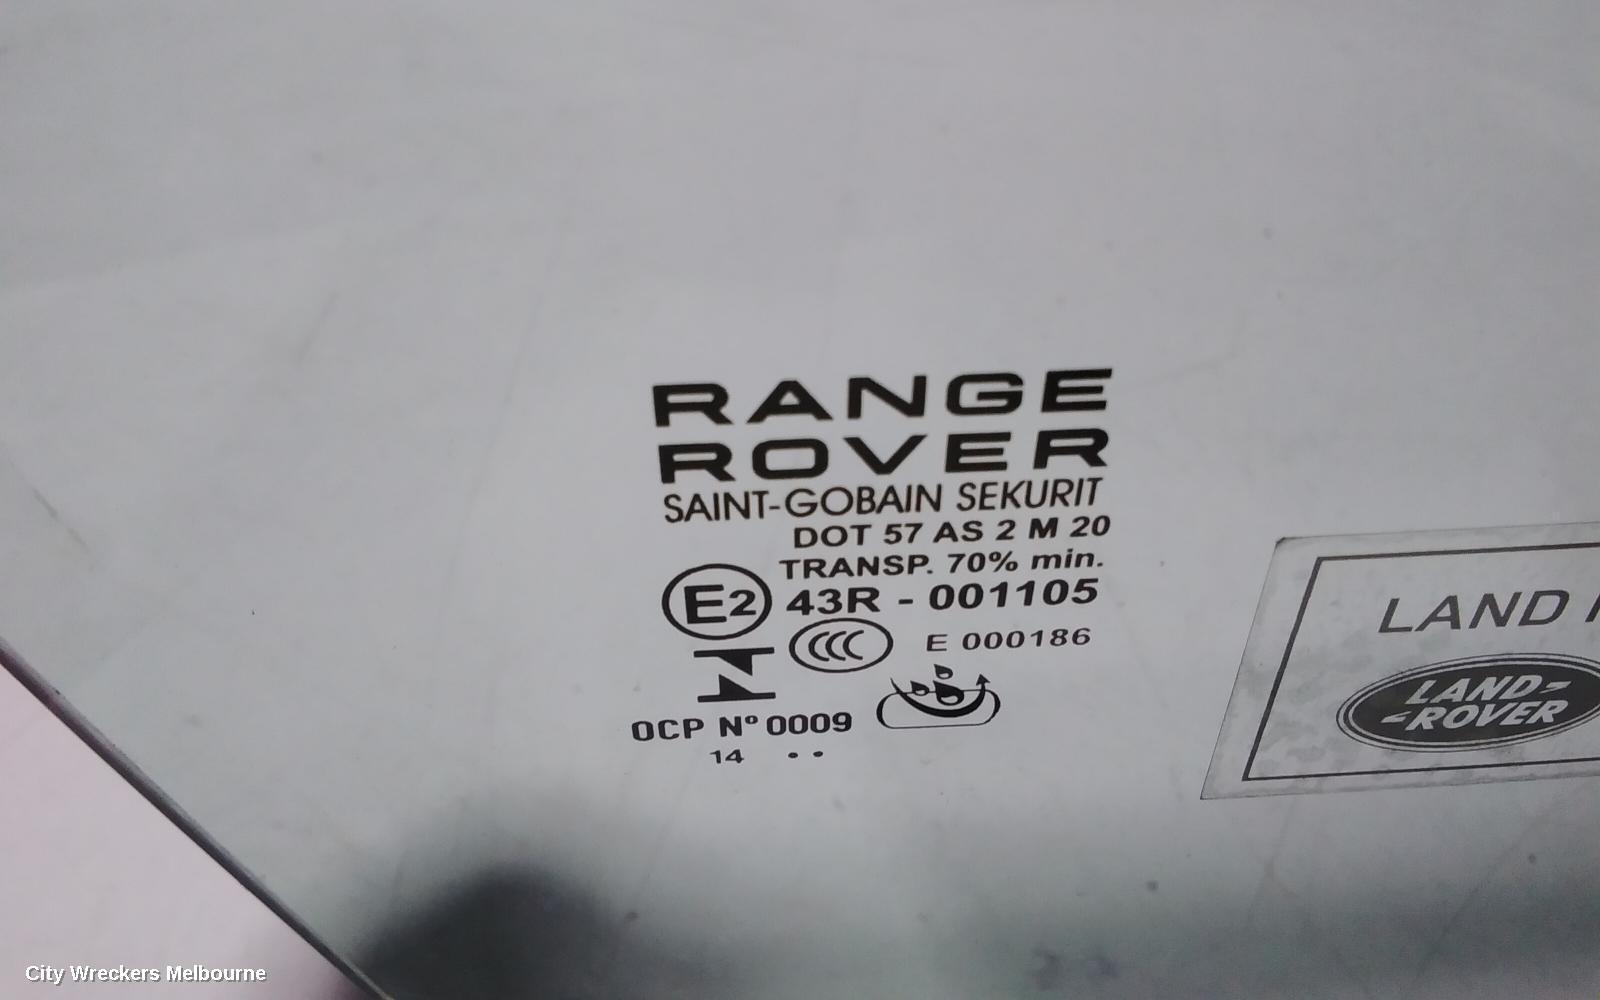 RANGE
ROVER
SAINT-GOBAIN SEKURIT
DOT 57 AS 2 M 20
TRANSP. 70% min.
E2 43R - 001105
CCC E 000186
OCP Nº 0009
14 • •
LAND
LAND-
-ROVER
City Wreckers Melbourne